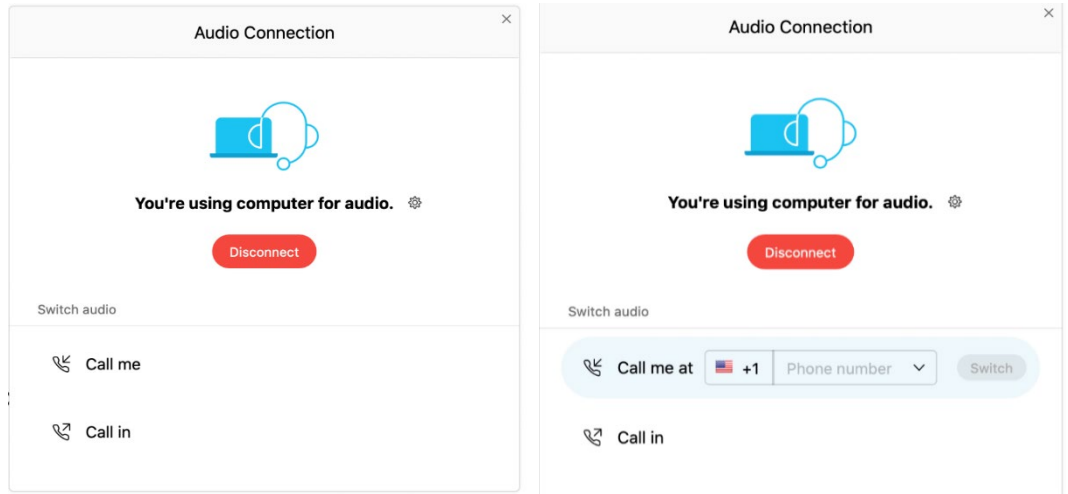 Audio Connection
You're using computer for audio.
Disconnect
Switch audio
Call me
Call in
Audio Connection
You're using computer for audio.
Disconnect
Switch audio
Call me at +1 Phone number Switch
Call in